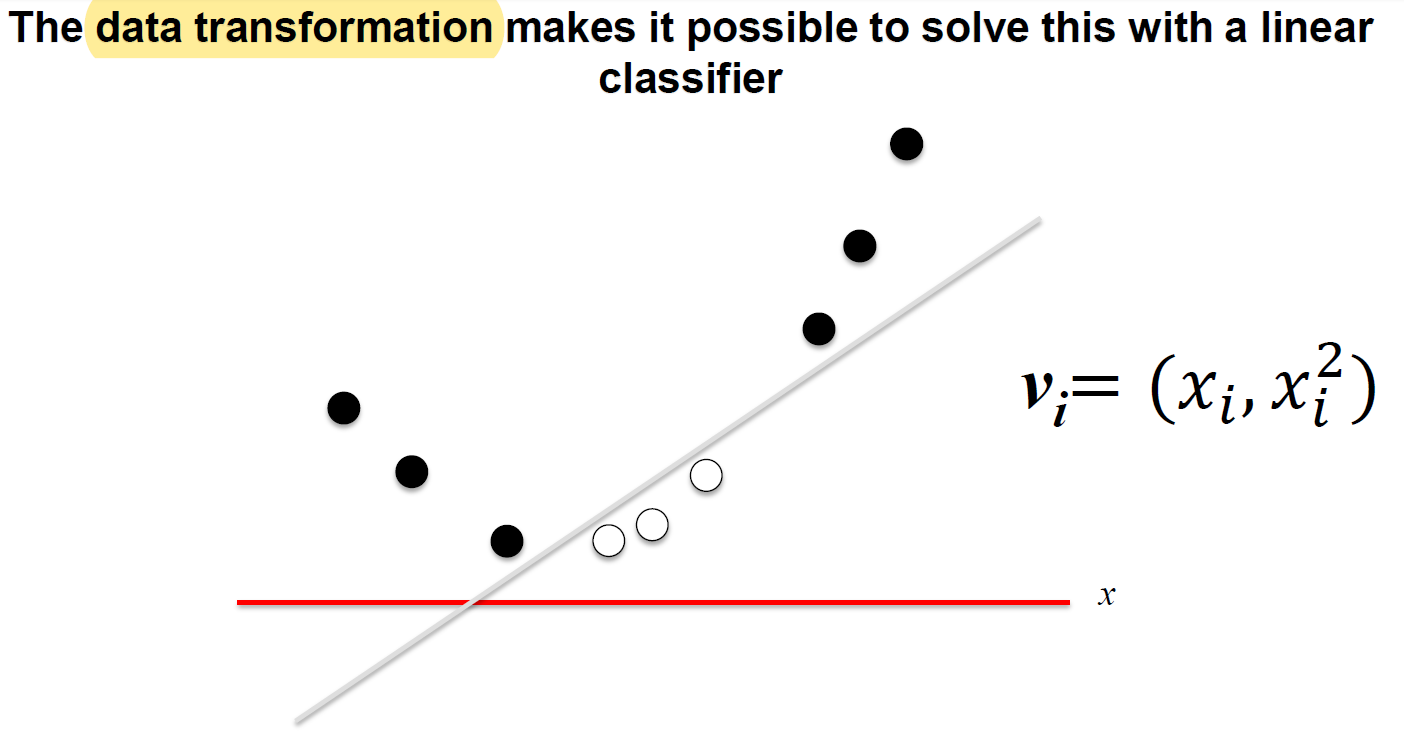 The data transformation makes it possible to solve this with a linear
classifier
v_i= (x_i, x_i^2)
x